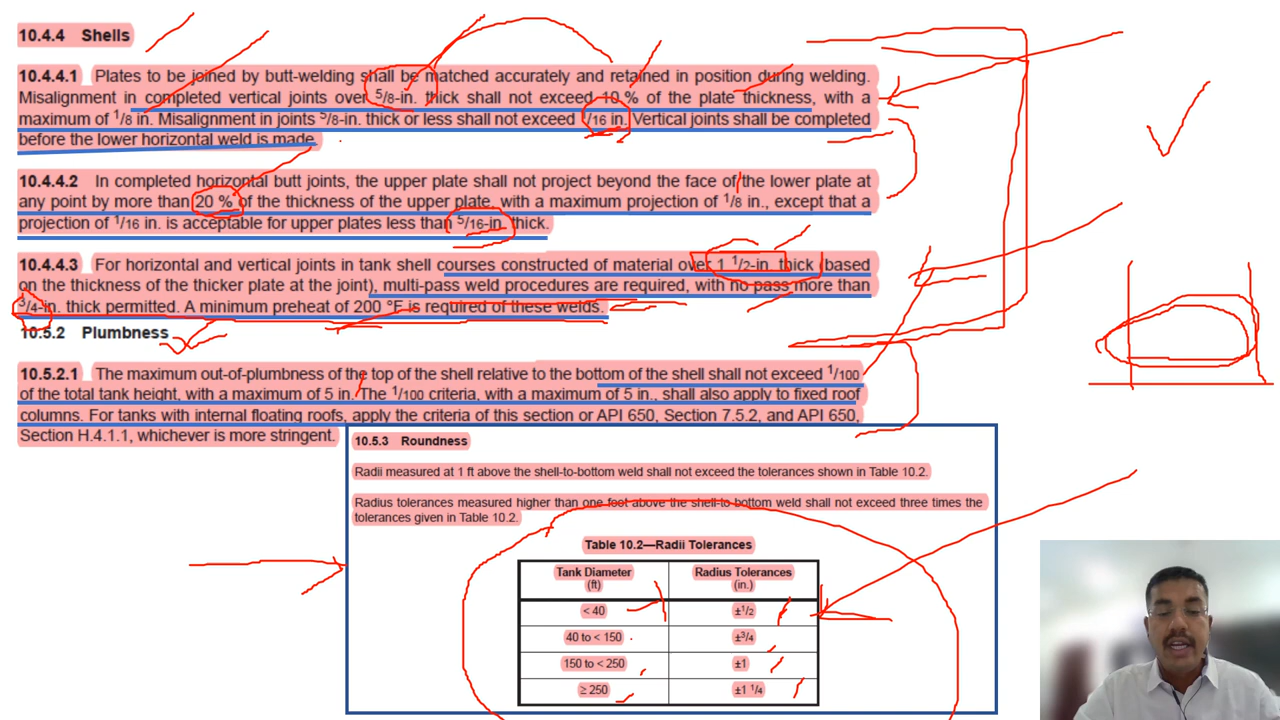 10.4.4 Shells
10.4.4.1 Plates to be joined by butt-welding shall be matched accurately and retained in position during welding.
Misalignment in completed vertical joints over 5/8-in. thick shall not exceed 10 % of the plate thickness, with a
maximum of 1/8 in. Misalignment in joints 5/8-in. thick or less shall not exceed /16 in. Vertical joints shall be completed
before the lower horizontal weld is made.
10.4.4.2 In completed horizontal butt joints, the upper plate shall not project beyond the face of the lower plate at
any point by more than 20 % of the thickness of the upper plate, with a maximum projection of 1/8 in., except that a
projection of 1/16 in. is acceptable for upper plates less than 5/16-in. thick.
10.4.4.3 For horizontal and vertical joints in tank shell courses constructed of material over 1 1/2-in. thick (based
on the thickness of the thicker plate at the joint), multi-pass weld procedures are required, with no pass more than
3/4-in. thick permitted. A minimum preheat of 200 °F is required of these welds.
10.5.2 Plumbness
10.5.2.1 The maximum out-of-plumbness of the top of the shell relative to the bottom of the shell shall not exceed 1/100
of the total tank height, with a maximum of 5 in. The 1/100 criteria, with a maximum of 5 in., shall also apply to fixed roof
columns. For tanks with internal floating roofs, apply the criteria of this section or API 650, Section 7.5.2, and API 650,
Section H.4.1.1, whichever is more stringent.
10.5.3 Roundness
Radii measured at 1 ft above the shell-to-bottom weld shall not exceed the tolerances shown in Table 10.2.
Radius tolerances measured higher than one foot above the shell-to bottom weld shall not exceed three times the
tolerances given in Table 10.2.
Table 10.2—Radii Tolerances
Tank Diameter Radius Tolerances
(ft) (in.)
< 40 ±1/2
40 to < 150 ±3/4
150 to < 250 ±1
≥ 250 ±1 1/4